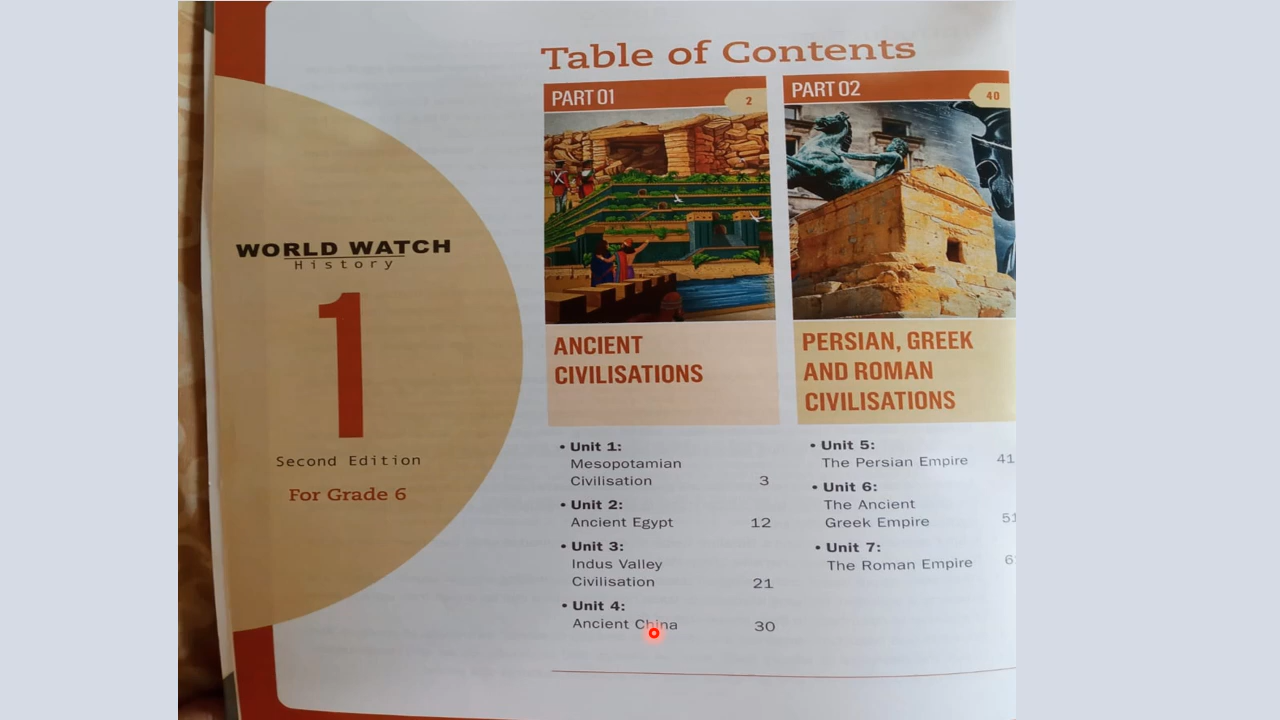 Table of Contents
PART 01
2
PART 02
40
WORLD WATCH
History
1
Second Edition
For Grade 6
ANCIENT
CIVILISATIONS
PERSIAN, GREEK
AND ROMAN
CIVILISATIONS
• Unit 1:
Mesopotamian
Civilisation 3
• Unit 2:
Ancient Egypt 12
• Unit 3:
Indus Valley
Civilisation 21
• Unit 4:
Ancient China 30
• Unit 5:
The Persian Empire 41
• Unit 6:
The Ancient
Greek Empire 51
• Unit 7:
The Roman Empire